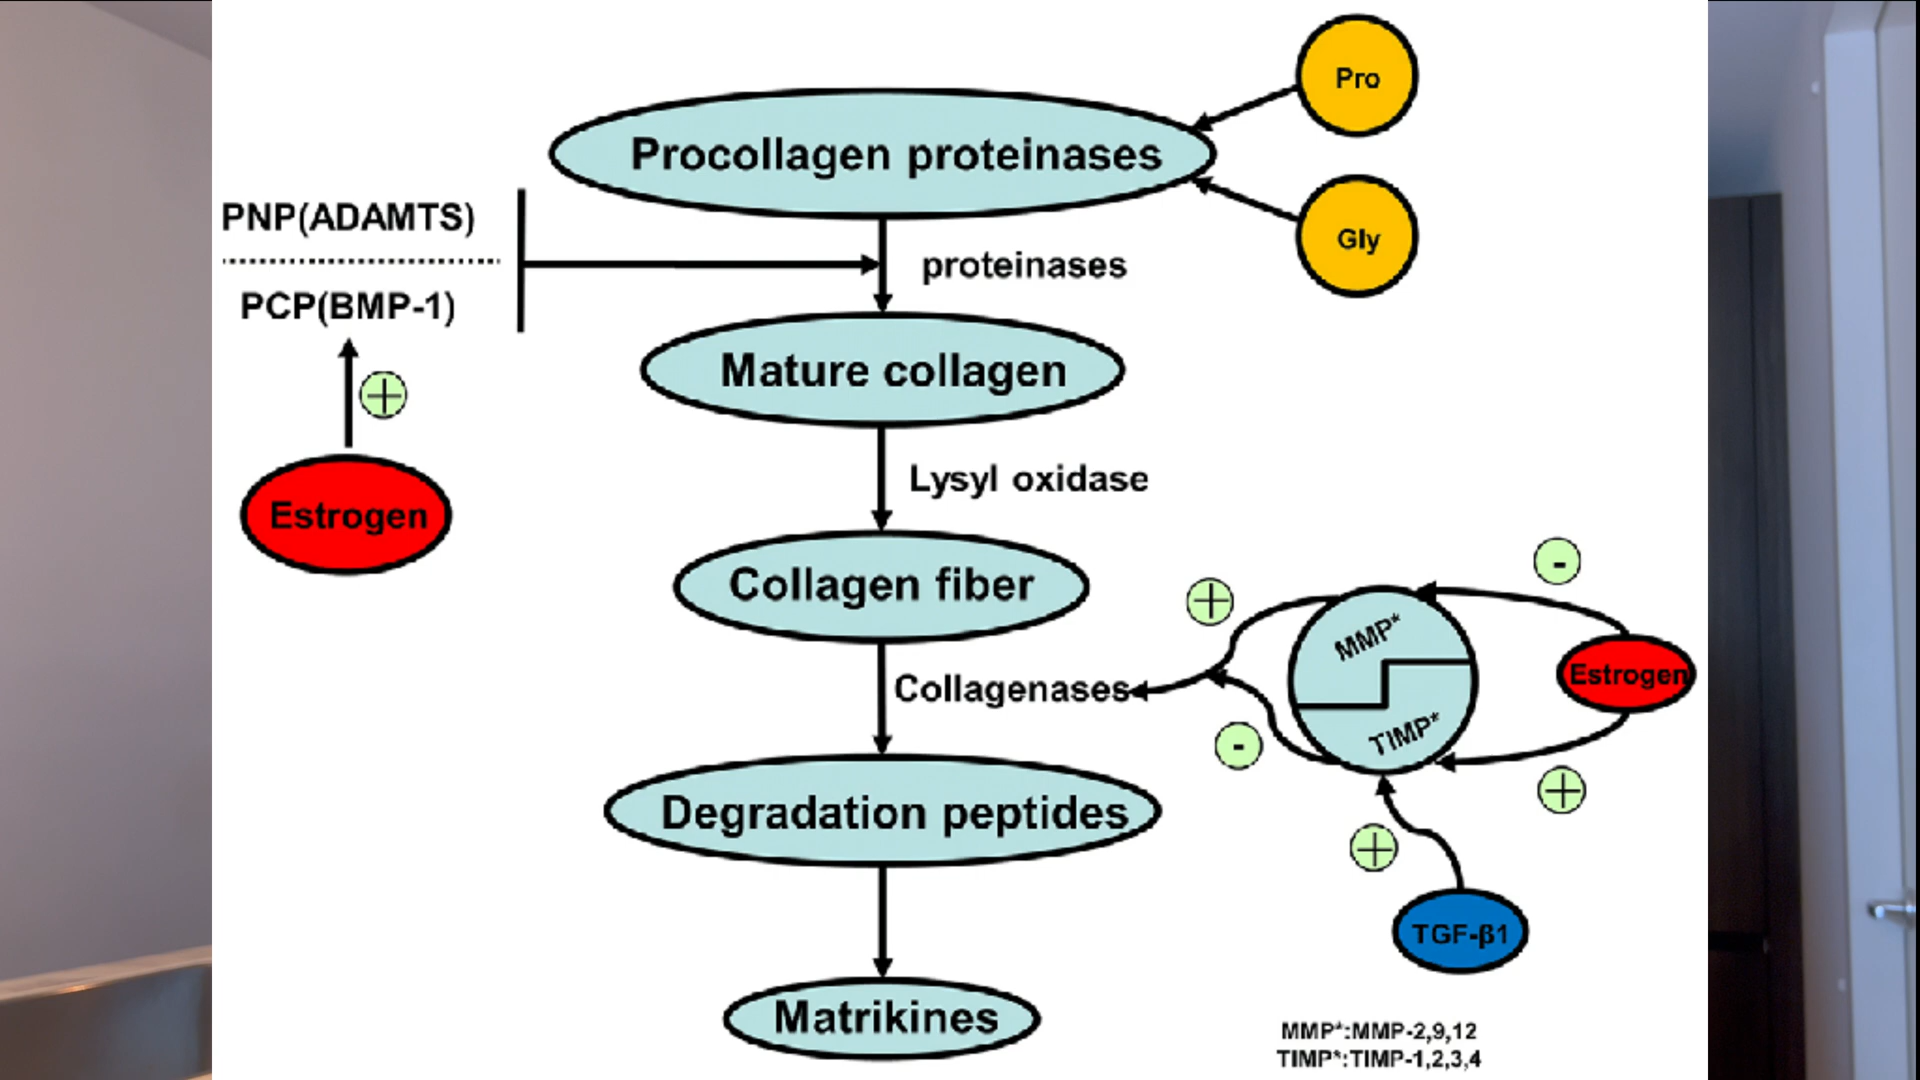 Pro
Procollagen proteinases
Gly
PNP(ADAMTS)
proteinases
PCP(BMP-1)
+
Mature collagen
Lysyl oxidase
Estrogen
-
Collagen fiber
+
MMP*
Estrogen
Collagenases
TIMP*
-
+
Degradation peptides
+
TGF-β1
Matrikines
MMP*:MMP-2,9,12
TIMP*:TIMP-1,2,3,4